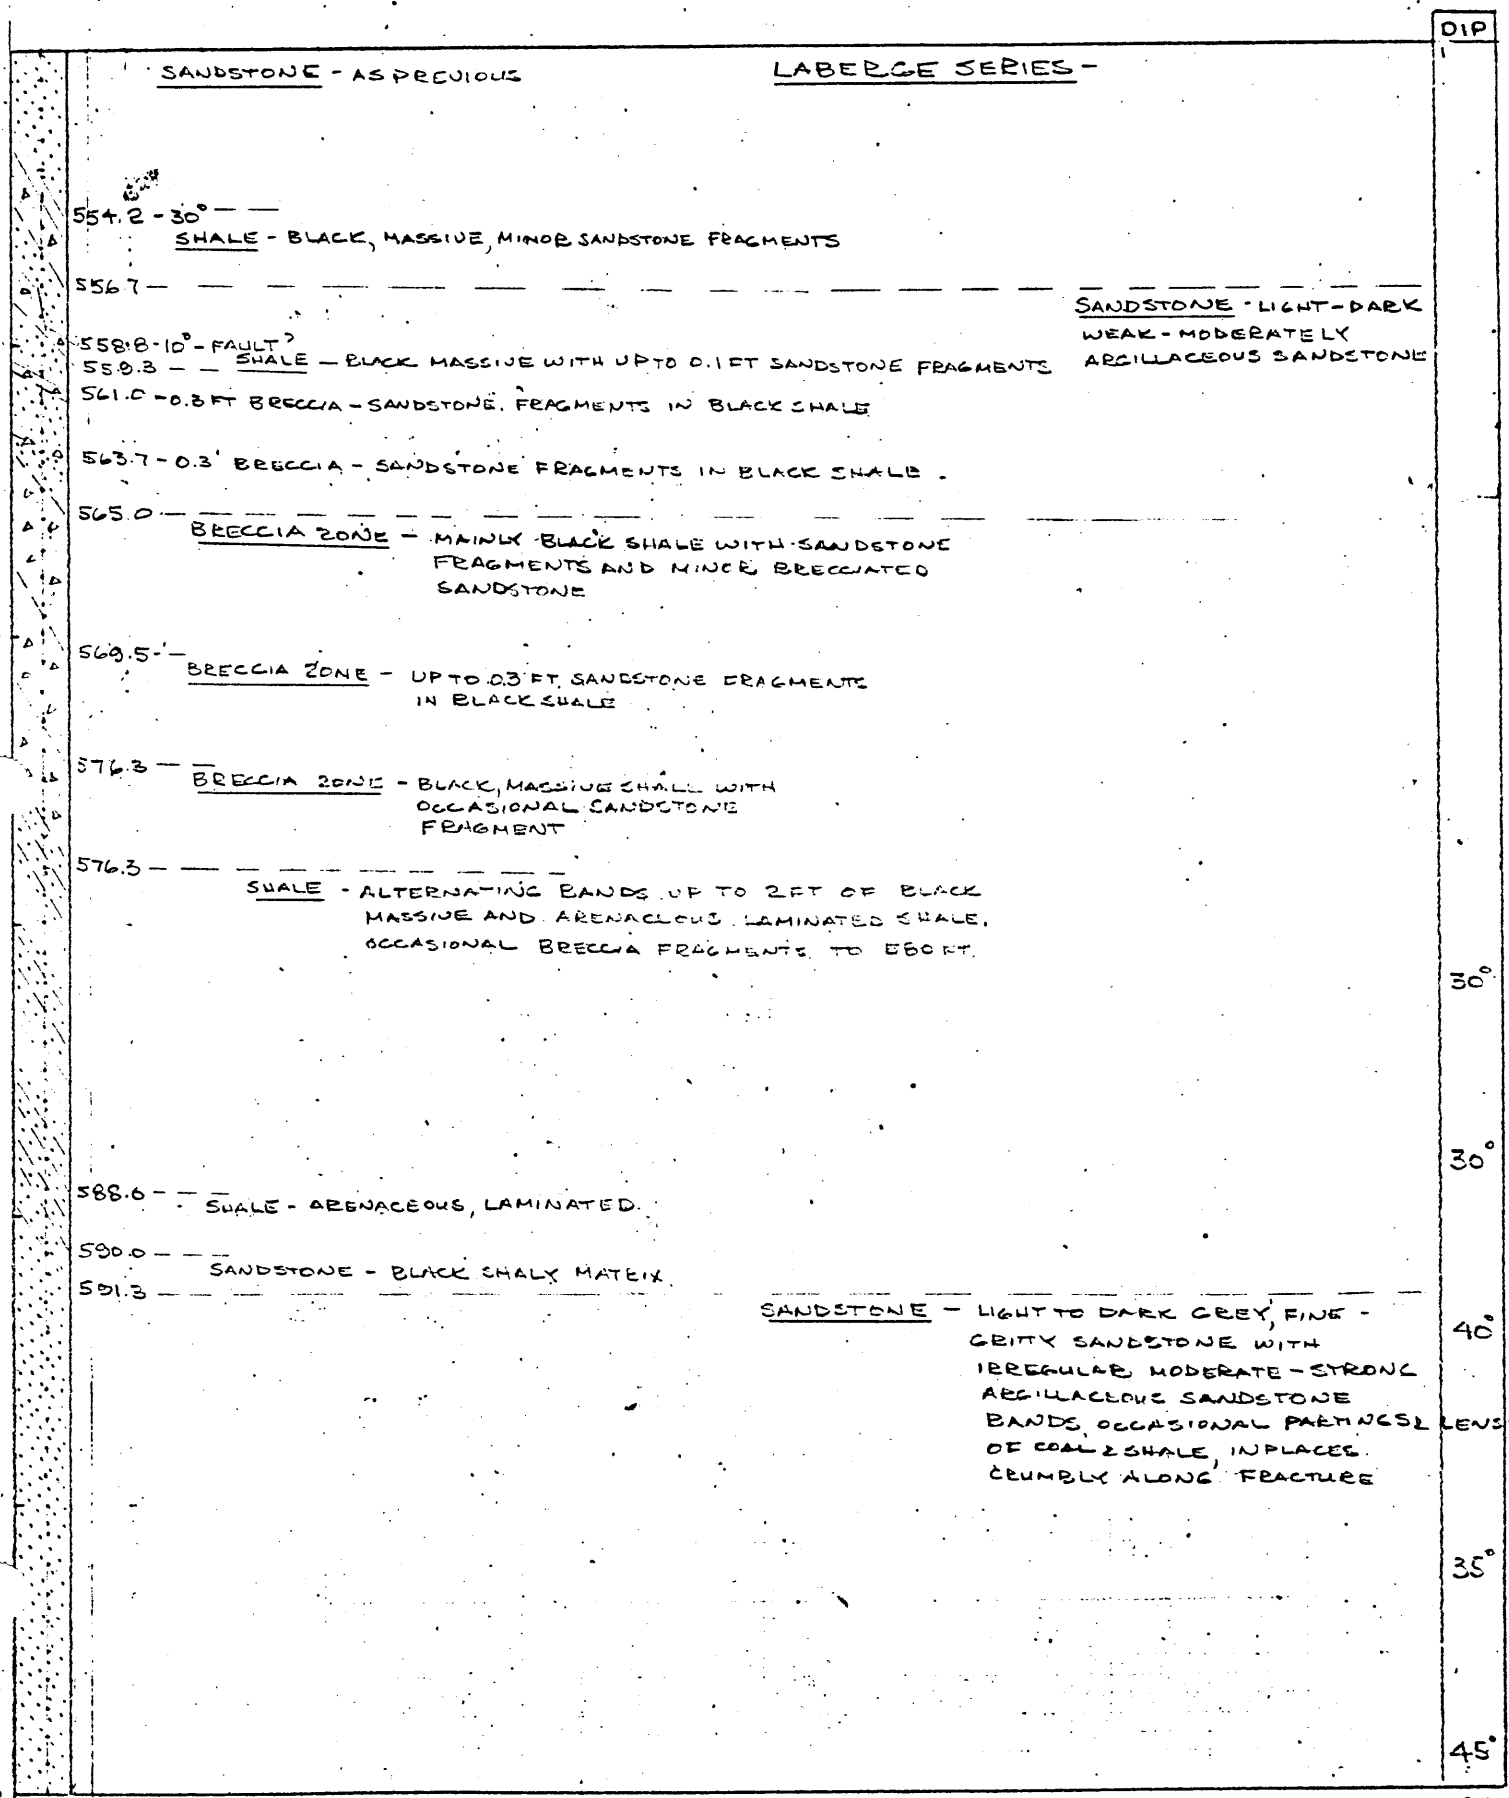 DIP
SANDSTONE - AS PREVIOUS
LABERGE SERIES -
554.2 - 30°
SHALE - BLACK, MASSIVE, MINOR SANDSTONE FRAGMENTS
556.7
SANDSTONE - LIGHT-DARK
WEAK - MODERATELY
ARGILLACEOUS SANDSTONE
558.8 - 10° - FAULT?
559.3 SHALE - BLACK MASSIVE WITH UP TO 0.1 FT SANDSTONE FRAGMENTS
561.0 - 0.3 FT BRECCIA - SANDSTONE FRAGMENTS IN BLACK SHALE
563.7 - 0.3' BRECCIA - SANDSTONE FRAGMENTS IN BLACK SHALE
565.0
BRECCIA ZONE - MAINLY BLACK SHALE WITH SANDSTONE
FRAGMENTS AND MINOR BRECCIATED
SANDSTONE
569.5
BRECCIA ZONE - UP TO 0.3 FT SANDSTONE FRAGMENTS
IN BLACK SHALE
576.3
BRECCIA ZONE - BLACK, MASSIVE SHALE WITH
OCCASIONAL SANDSTONE
FRAGMENT
576.3
SHALE - ALTERNATING BANDS UP TO 2 FT OF BLACK
MASSIVE AND ARENACEOUS LAMINATED SHALE,
OCCASIONAL BRECCIA FRAGMENTS TO 580 FT.
30°
30°
588.6
SHALE - ARENACEOUS, LAMINATED.
590.0
SANDSTONE - BLACK SHALY MATRIX.
591.3
SANDSTONE - LIGHT TO DARK GREY, FINE -
GRITTY SANDSTONE WITH
IRREGULAR MODERATE - STRONG
ARGILLACEOUS SANDSTONE
BANDS, OCCASIONAL PARTINGS & LENS
OF COAL & SHALE, IN PLACES
CRUMBLY ALONG FRACTURE
40°
35°
45°